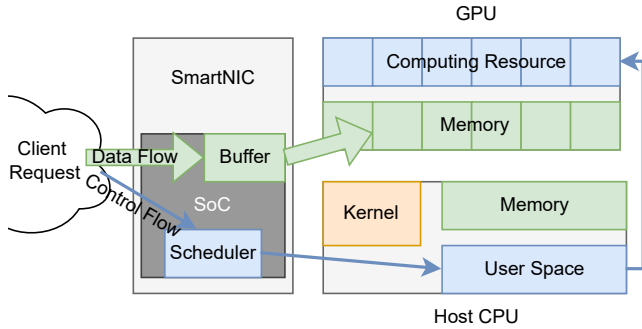 GPU
SmartNIC
Computing Resource
Memory
Client
Request
Data Flow
Buffer
Control Flow
SoC
Scheduler
Kernel
Memory
User Space
Host CPU